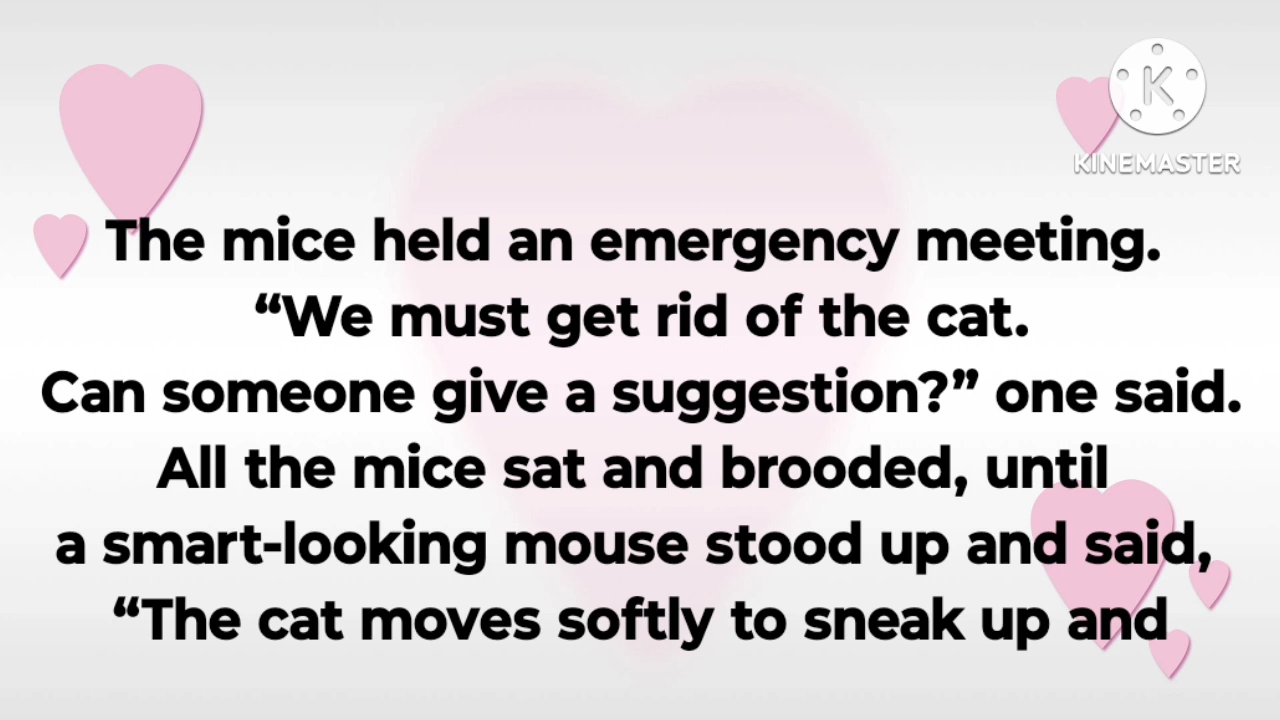 KINEMASTER
The mice held an emergency meeting.
“We must get rid of the cat.
Can someone give a suggestion?” one said.
All the mice sat and brooded, until
a smart-looking mouse stood up and said,
“The cat moves softly to sneak up and